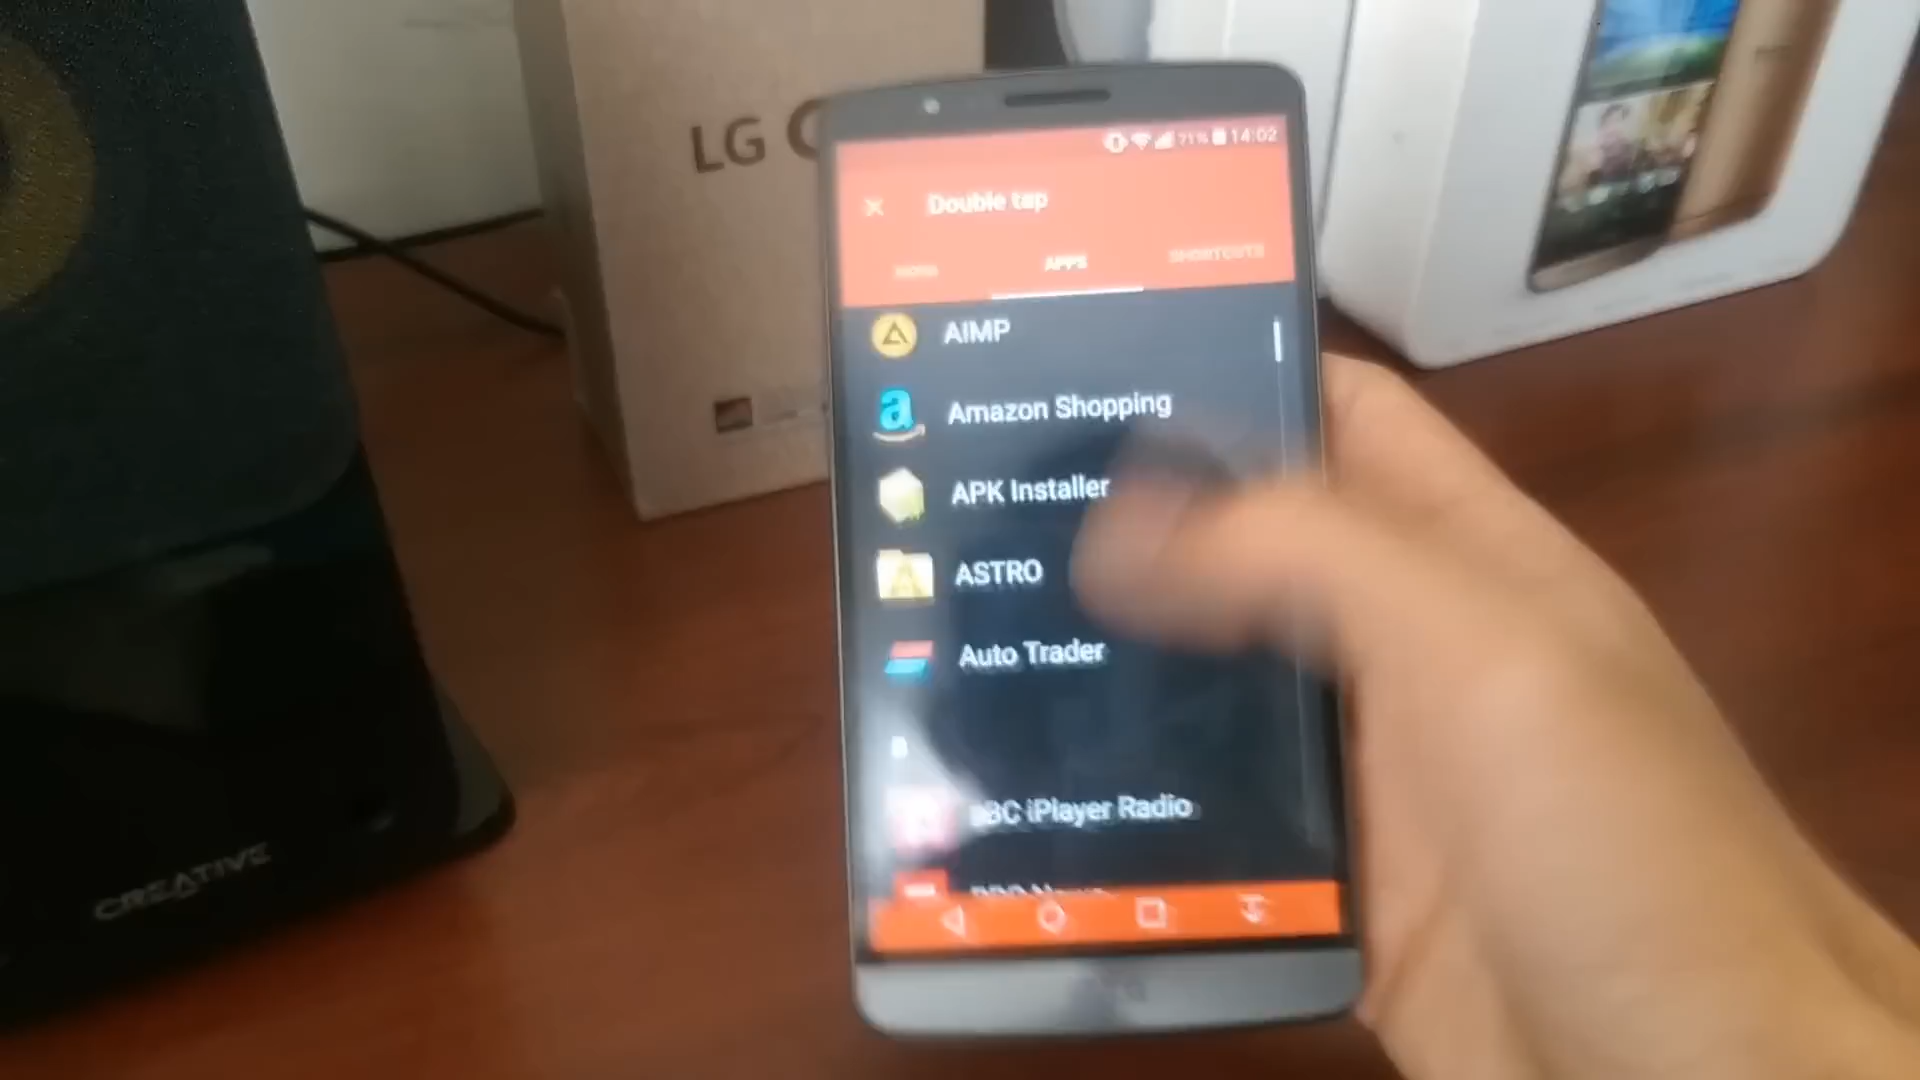 LG
71% 14:02
Double tap
APPS
SHORTCUTS
AIMP
Amazon Shopping
APK Installer
ASTRO
Auto Trader
B
BBC iPlayer Radio
CREATIVE